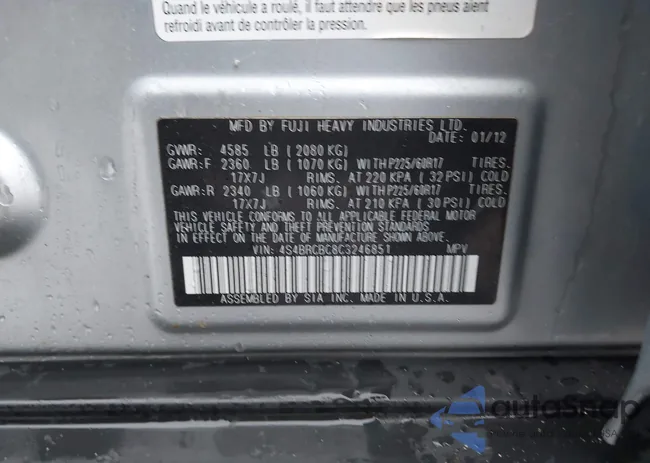 Quand le véhicule a roulé, il faut attendre que les pneus aient
refroidi avant de contrôler la pression.
MFD BY FUJI HEAVY INDUSTRIES LTD.
DATE: 01/12
GVWR: 4585 LB (2080 KG)
GAWR:F 2360 LB (1070 KG) WITH P225/60R17 TIRES.
17X7J RIMS. AT 220 KPA (32 PSI) COLD
GAWR:R 2340 LB (1060 KG) WITH P225/60R17 TIRES.
17X7J RIMS. AT 210 KPA (30 PSI) COLD
THIS VEHICLE CONFORMS TO ALL APPLICABLE FEDERAL MOTOR
VEHICLE SAFETY AND THEFT PREVENTION STANDARDS
IN EFFECT ON THE DATE OF MANUFACTURE SHOWN ABOVE.
VIN: 4S4BRCBC8C3246851 MPV
ASSEMBLED BY SIA INC. MADE IN U.S.A.
autoSnap